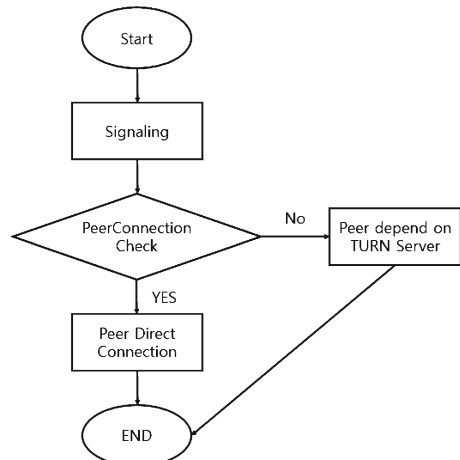 Start
Signaling
PeerConnection
Check
No
Peer depend on
TURN Server
YES
Peer Direct
Connection
END